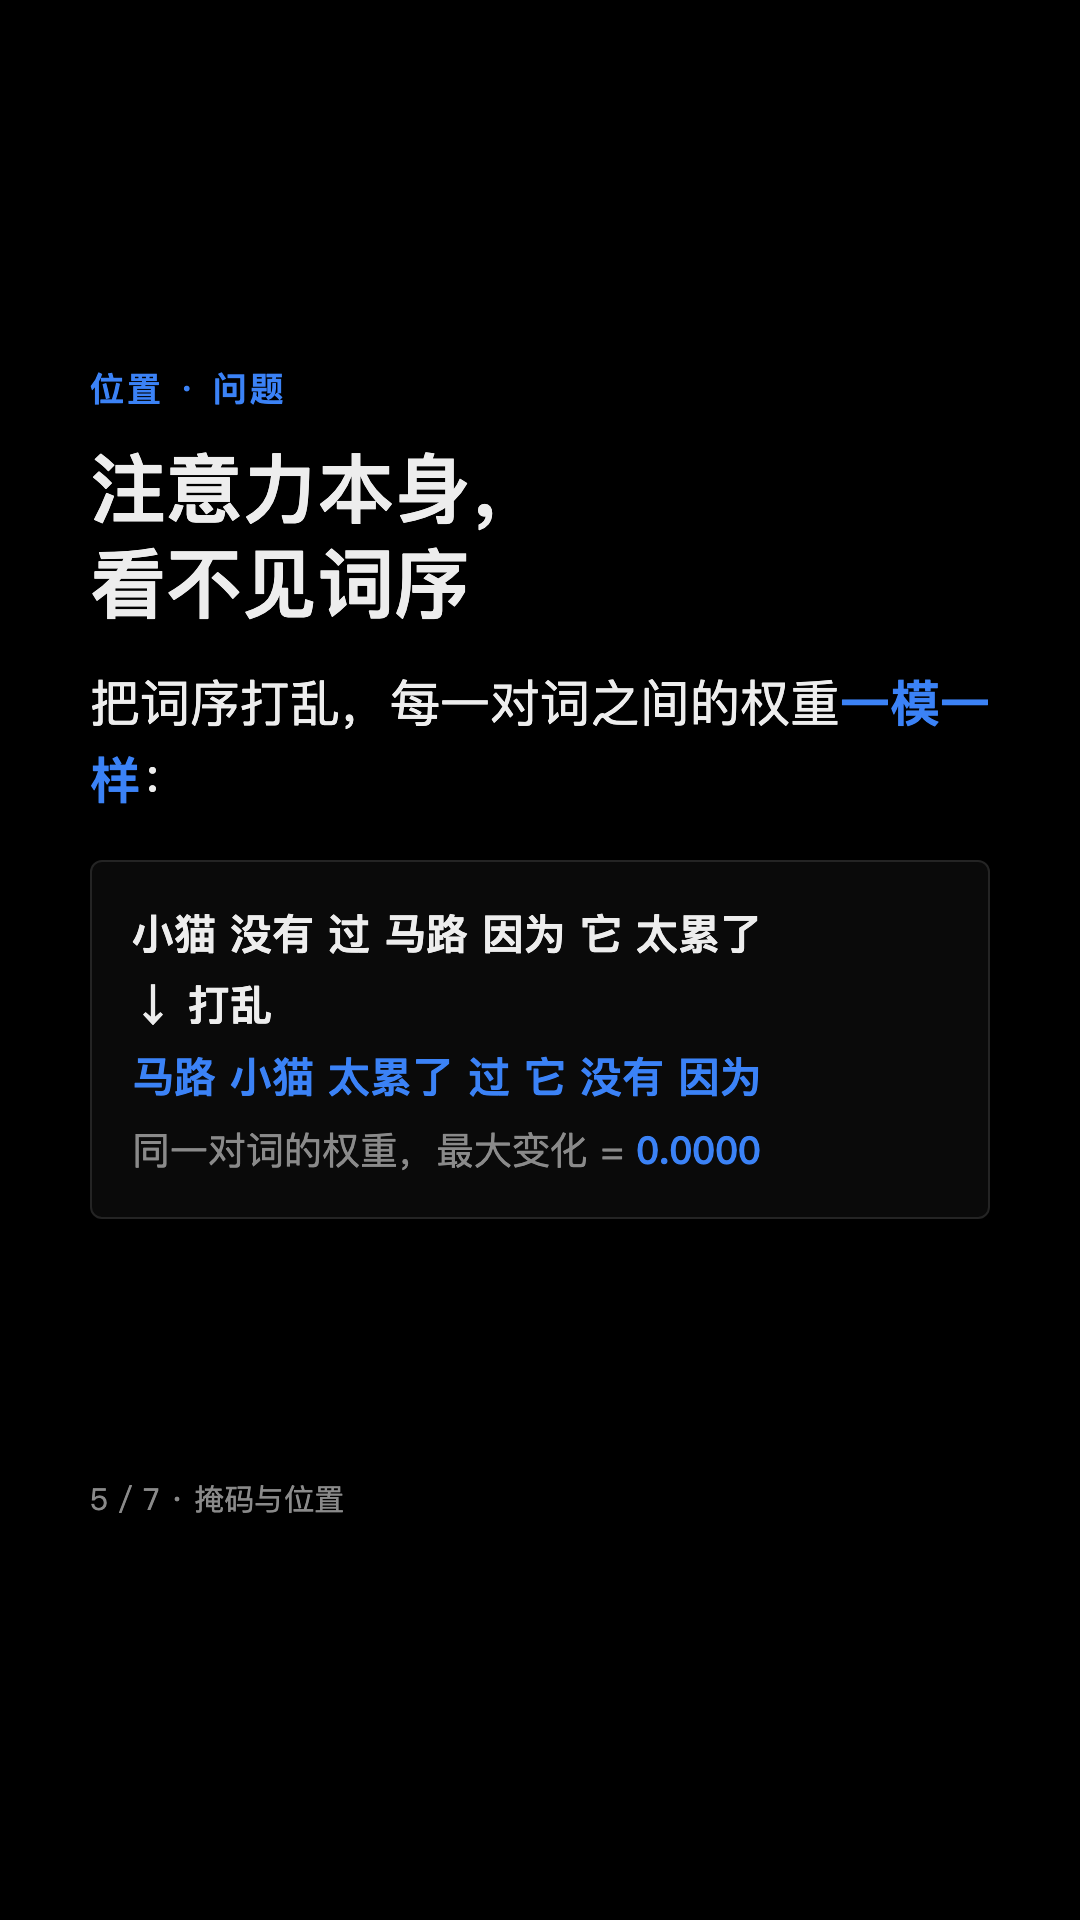 位置 · 问题
注意力本身，
看不见词序
把词序打乱，每一对词之间的权重一模一
样：
小猫 没有 过 马路 因为 它 太累了
↓ 打乱
马路 小猫 太累了 过 它 没有 因为
同一对词的权重，最大变化 = 0.0000
5 / 7 · 掩码与位置